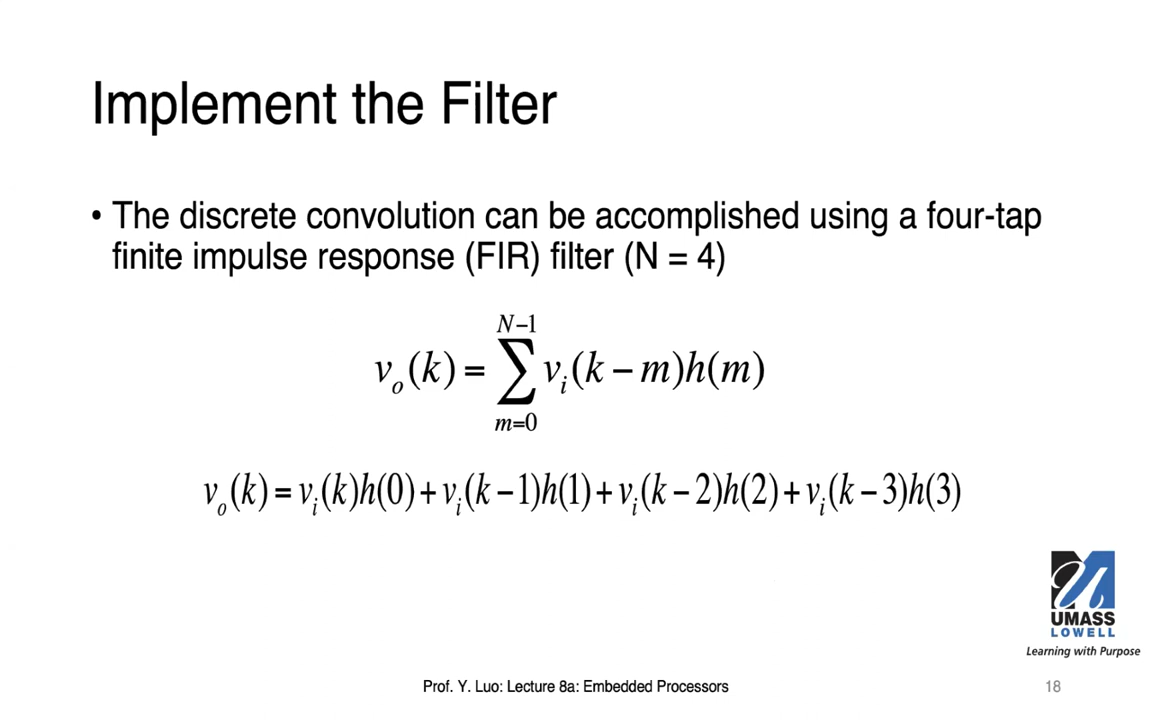 Implement the Filter
• The discrete convolution can be accomplished using a four-tap
finite impulse response (FIR) filter (N = 4)
N−1
v_o(k) = ∑ v_i(k − m)h(m)
m=0
v_o(k) = v_i(k)h(0) + v_i(k − 1)h(1) + v_i(k − 2)h(2) + v_i(k − 3)h(3)
UMASS
LOWELL
Learning with Purpose
Prof. Y. Luo: Lecture 8a: Embedded Processors
18